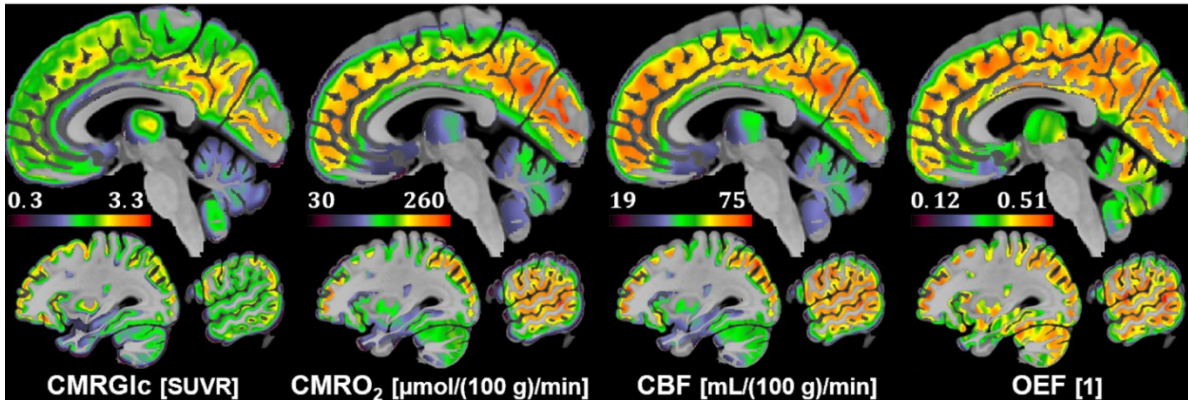 0.3 3.3 30 260 19 75 0.12 0.51
CMRGlc [SUVR] CMRO₂ [μmol/(100 g)/min] CBF [mL/(100 g)/min] OEF [1]